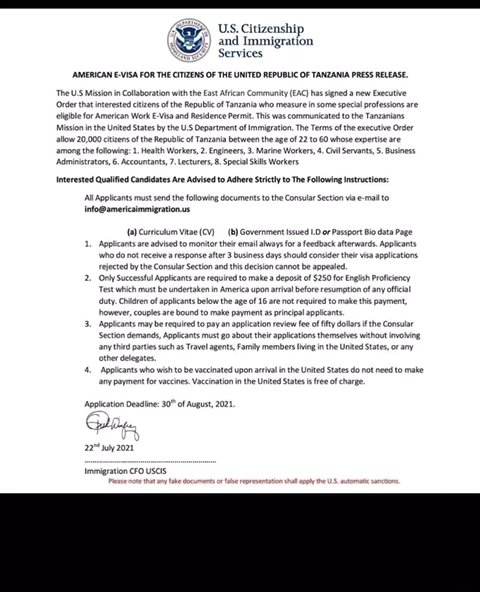 U.S. Citizenship
and Immigration
Services
AMERICAN E-VISA FOR THE CITIZENS OF THE UNITED REPUBLIC OF TANZANIA PRESS RELEASE.
The U.S Mission in Collaboration with the East African Community (EAC) has signed a new Executive
Order that interested citizens of the Republic of Tanzania who measure in some special professions are
eligible for American Work E-Visa and Residence Permit. This was communicated to the Tanzanians
Mission in the United States by the U.S Department of Immigration. The Terms of the executive Order
allow 20,000 citizens of the Republic of Tanzania between the age of 22 to 60 whose expertise are
among the following: 1. Health Workers, 2. Engineers, 3. Marine Workers, 4. Civil Servants, 5. Business
Administrators, 6. Accountants, 7. Lecturers, 8. Special Skills Workers
Interested Qualified Candidates Are Advised to Adhere Strictly to The Following Instructions:
All Applicants must send the following documents to the Consular Section via e-mail to
info@americaimmigration.us
(a) Curriculum Vitae (CV) (b) Government Issued I.D or Passport Bio data Page
1. Applicants are advised to monitor their email always for a feedback afterwards. Applicants
who do not receive a response after 3 business days should consider their visa applications
rejected by the Consular Section and this decision cannot be appealed.
2. Only Successful Applicants are required to make a deposit of $250 for English Proficiency
Test which must be undertaken in America upon arrival before resumption of any official
duty. Children of applicants below the age of 16 are not required to make this payment,
however, couples are bound to make payment as principal applicants.
3. Applicants may be required to pay an application review fee of fifty dollars if the Consular
Section demands, Applicants must go about their applications themselves without involving
any third parties such as Travel agents, Family members living in the United States, or any
other delegates.
4. Applicants who wish to be vaccinated upon arrival in the United States do not need to make
any payment for vaccines. Vaccination in the United States is free of charge.
Application Deadline: 30th of August, 2021.
22nd July 2021
Immigration CFO USCIS
Please note that any fake documents or false representation shall apply the U.S. automatic sanctions.